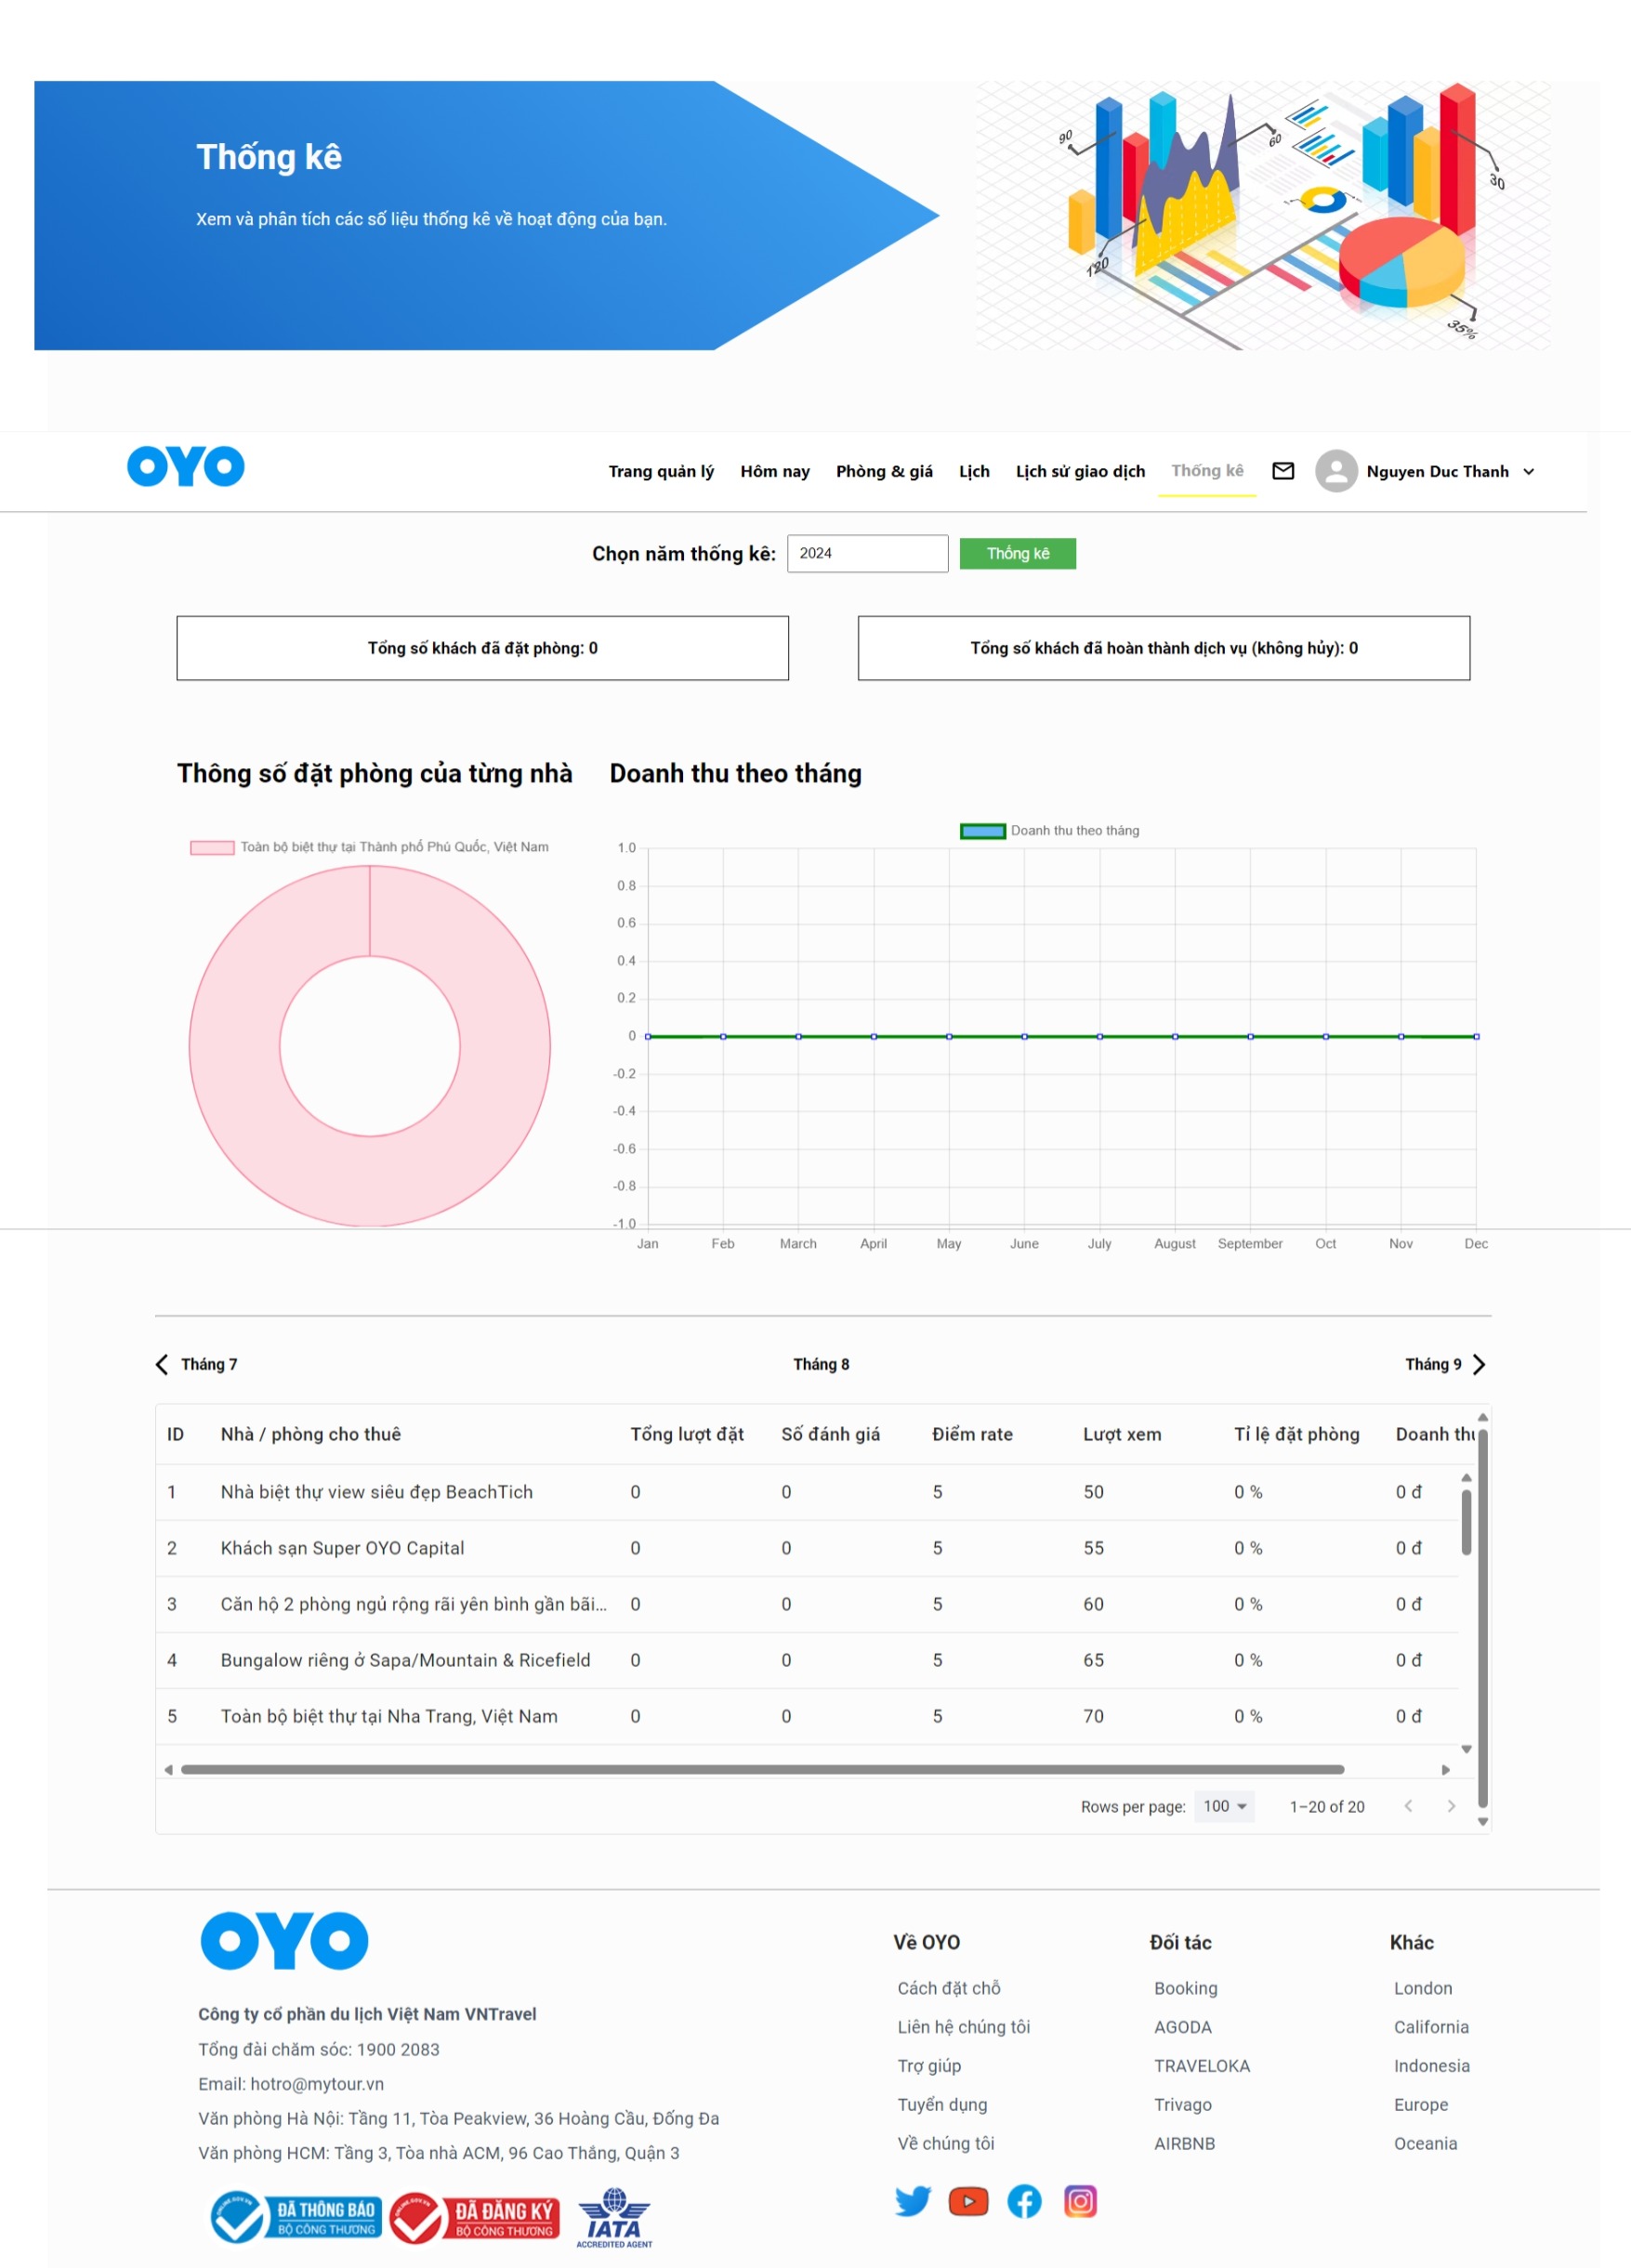 Thống kê
Xem và phân tích các số liệu thống kê về hoạt động của bạn.
90
60
30
120
35%
OYO
Trang quản lý Hôm nay Phòng & giá Lịch Lịch sử giao dịch Thống kê Nguyen Duc Thanh
Chọn năm thống kê: 2024 Thống kê
Tổng số khách đã đặt phòng: 0
Tổng số khách đã hoàn thành dịch vụ (không hủy): 0
Thông số đặt phòng của từng nhà
Toàn bộ biệt thự tại Thành phố Phú Quốc, Việt Nam
Doanh thu theo tháng
Doanh thu theo tháng
1.0
0.8
0.6
0.4
0.2
0
-0.2
-0.4
-0.6
-0.8
-1.0
Jan Feb March April May June July August September Oct Nov Dec
Tháng 7 Tháng 8 Tháng 9
ID Nhà / phòng cho thuê Tổng lượt đặt Số đánh giá Điểm rate Lượt xem Tỉ lệ đặt phòng Doanh thu
1 Nhà biệt thự view siêu đẹp BeachTich 0 0 5 50 0 % 0 đ
2 Khách sạn Super OYO Capital 0 0 5 55 0 % 0 đ
3 Căn hộ 2 phòng ngủ rộng rãi yên bình gần bãi... 0 0 5 60 0 % 0 đ
4 Bungalow riêng ở Sapa/Mountain & Ricefield 0 0 5 65 0 % 0 đ
5 Toàn bộ biệt thự tại Nha Trang, Việt Nam 0 0 5 70 0 % 0 đ
Rows per page: 100 1–20 of 20
OYO
Công ty cổ phần du lịch Việt Nam VNTravel
Tổng đài chăm sóc: 1900 2083
Email: hotro@mytour.vn
Văn phòng Hà Nội: Tầng 11, Tòa Peakview, 36 Hoàng Cầu, Đống Đa
Văn phòng HCM: Tầng 3, Tòa nhà ACM, 96 Cao Thắng, Quận 3
ĐÃ THÔNG BÁO
BỘ CÔNG THƯƠNG
ĐÃ ĐĂNG KÝ
BỘ CÔNG THƯƠNG
IATA
ACCREDITED AGENT
Về OYO
Cách đặt chỗ
Liên hệ chúng tôi
Trợ giúp
Tuyển dụng
Về chúng tôi
Đối tác
Booking
AGODA
TRAVELOKA
Trivago
AIRBNB
Khác
London
California
Indonesia
Europe
Oceania